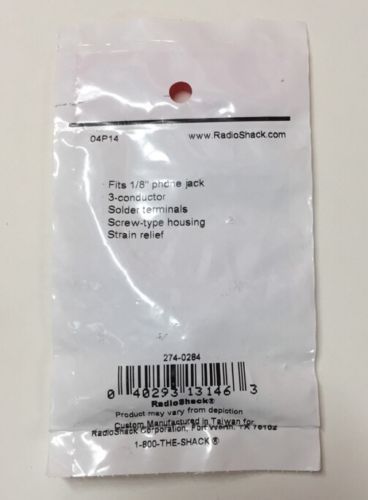 04P14 www.RadioShack.com
Fits 1/8" phone jack
3-conductor
Solder terminals
Screw-type housing
Strain relief
274-0284
0 40293 13146 3
RadioShack®
Product may vary from depiction
Custom Manufactured in Taiwan for
RadioShack Corporation, Fort Worth, TX 76102
1-800-THE-SHACK®